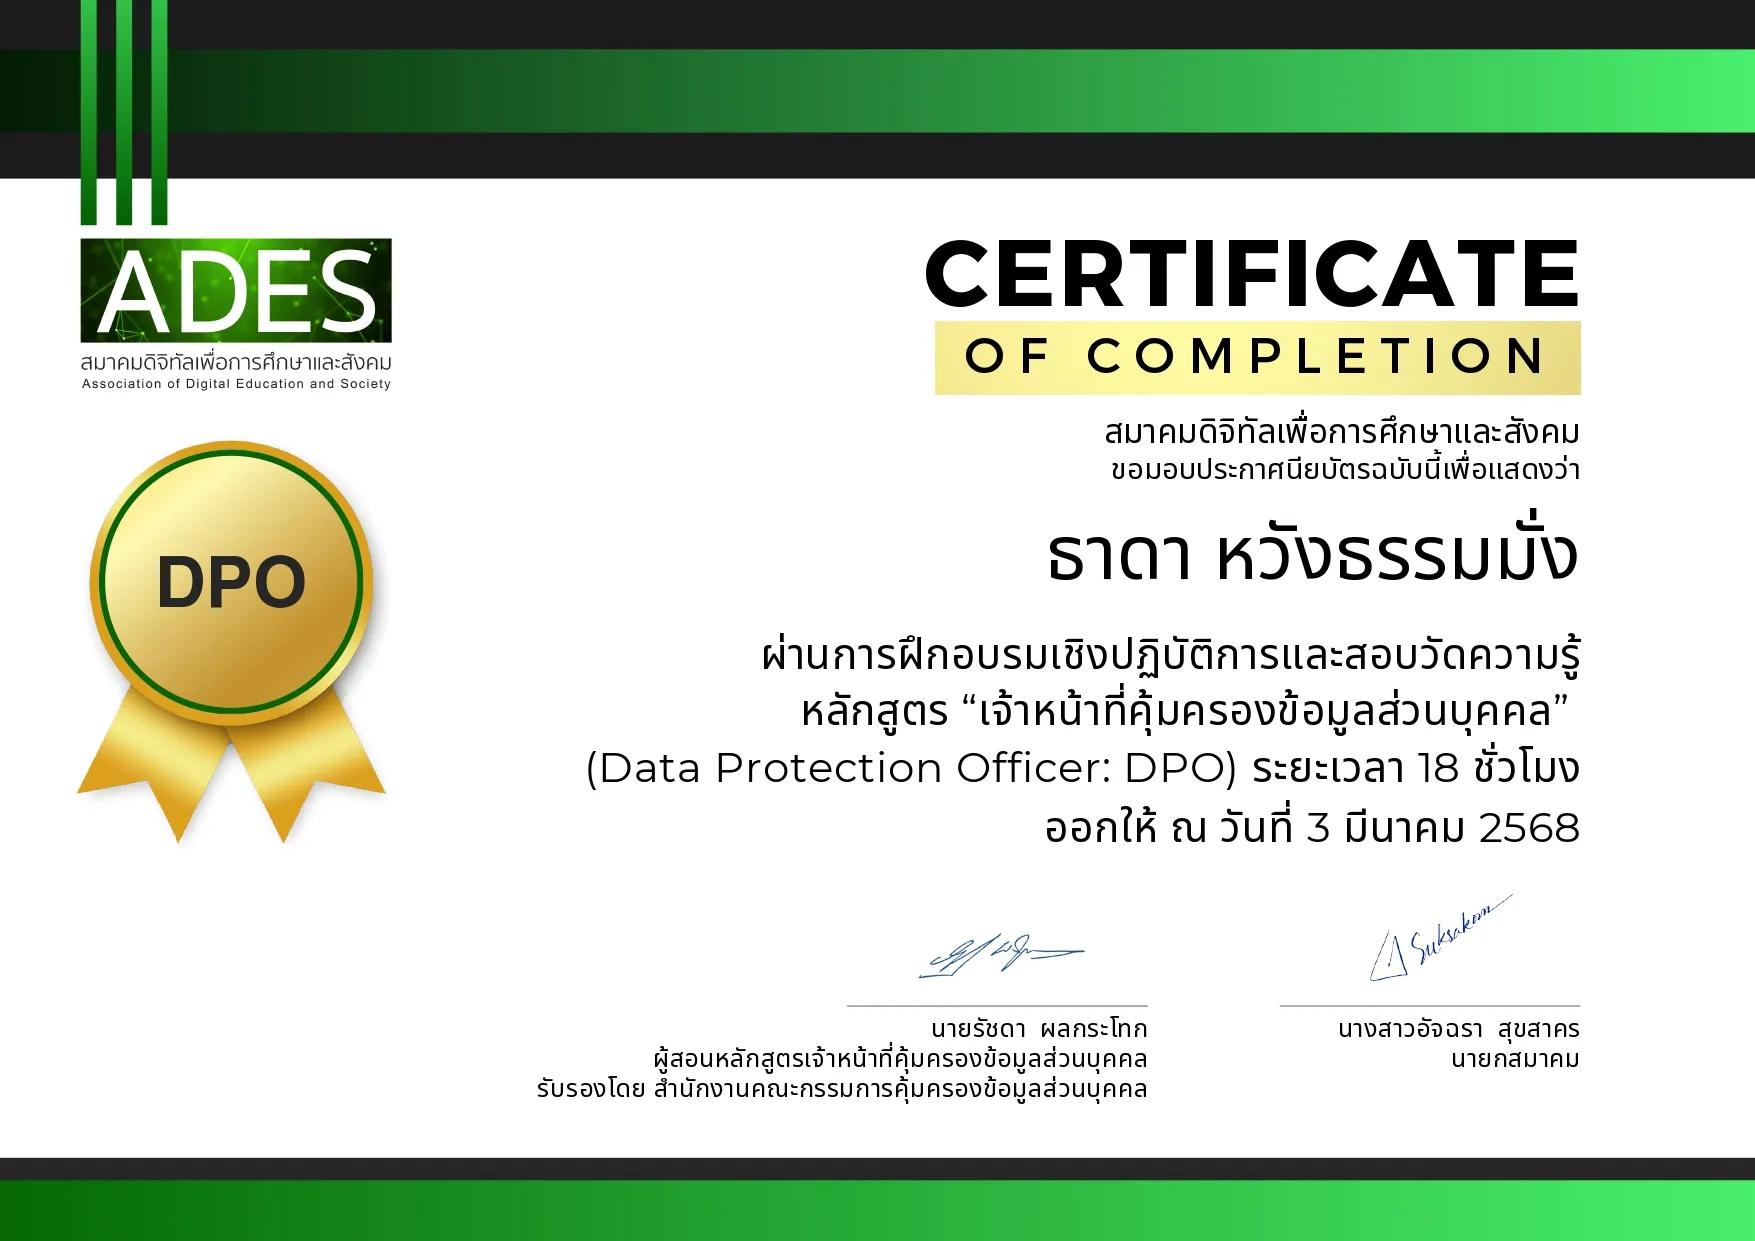 ADES
สมาคมดิจิทัลเพื่อการศึกษาและสังคม
Association of Digital Education and Society
DPO
CERTIFICATE
OF COMPLETION
สมาคมดิจิทัลเพื่อการศึกษาและสังคม
ขอมอบประกาศนียบัตรฉบับนี้เพื่อแสดงว่า
ธาดา หวังธรรมมั่ง
ผ่านการฝึกอบรมเชิงปฏิบัติการและสอบวัดความรู้
หลักสูตร “เจ้าหน้าที่คุ้มครองข้อมูลส่วนบุคคล”
(Data Protection Officer: DPO) ระยะเวลา 18 ชั่วโมง
ออกให้ ณ วันที่ 3 มีนาคม 2568
นายรัชดา ผลกระโทก
ผู้สอนหลักสูตรเจ้าหน้าที่คุ้มครองข้อมูลส่วนบุคคล
รับรองโดย สำนักงานคณะกรรมการคุ้มครองข้อมูลส่วนบุคคล
Suksakorn
นางสาวอัจฉรา สุขสาคร
นายกสมาคม